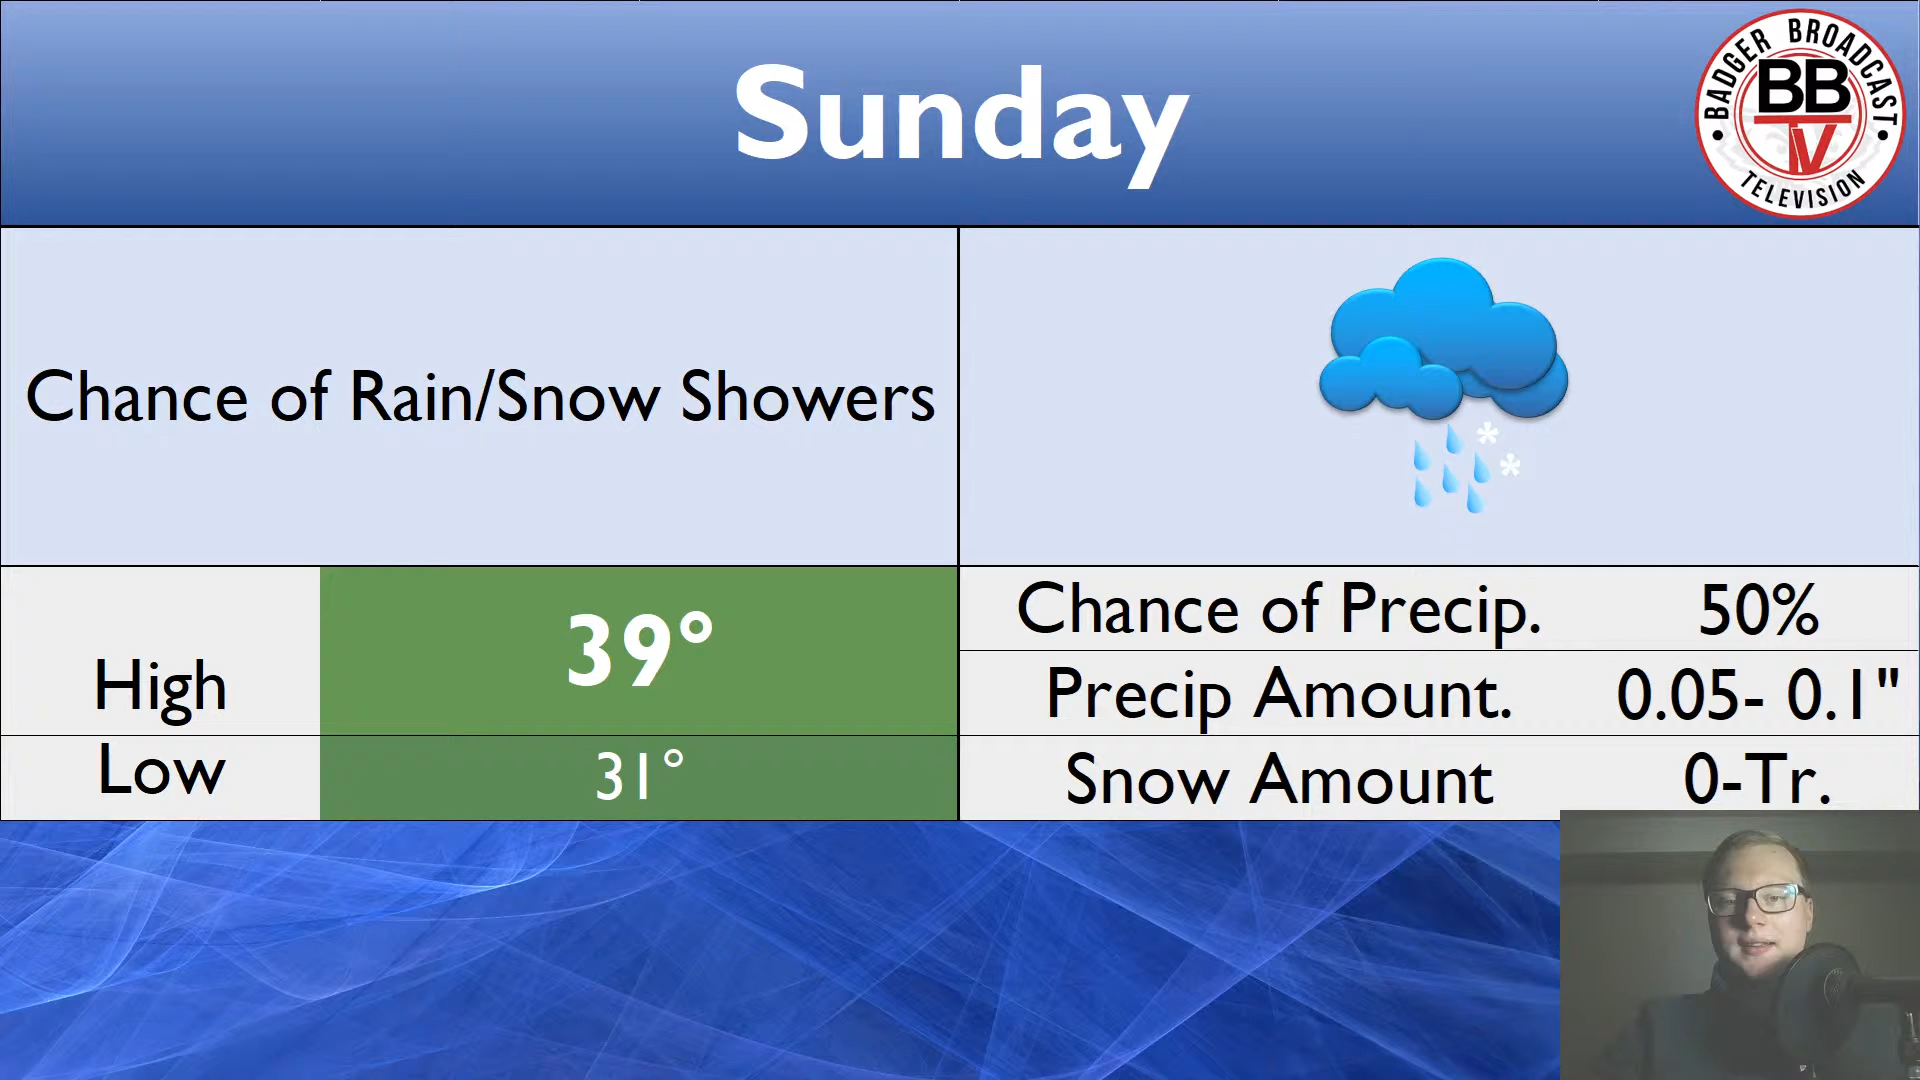 Sunday
BADGER BROADCAST
BB
TV
TELEVISION
Chance of Rain/Snow Showers
* 
*
High 39°
Low 31°
Chance of Precip. 50%
Precip Amount. 0.05- 0.1"
Snow Amount 0-Tr.